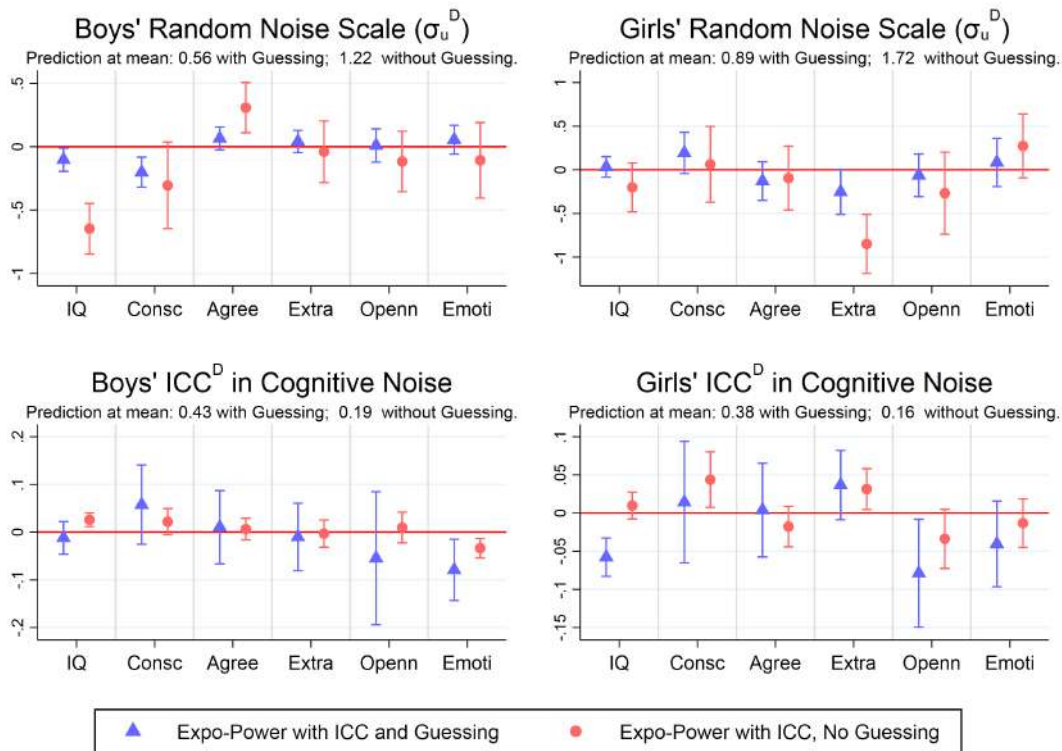 Boys' Random Noise Scale (σᵤᴰ)
Prediction at mean: 0.56 with Guessing; 1.22 without Guessing.
.5
0
-.5
-1
IQ Consc Agree Extra Openn Emoti
Girls' Random Noise Scale (σᵤᴰ)
Prediction at mean: 0.89 with Guessing; 1.72 without Guessing.
1
.5
0
-.5
-1
IQ Consc Agree Extra Openn Emoti
Boys' ICCᴰ in Cognitive Noise
Prediction at mean: 0.43 with Guessing; 0.19 without Guessing.
.2
.1
0
-.1
-.2
IQ Consc Agree Extra Openn Emoti
Girls' ICCᴰ in Cognitive Noise
Prediction at mean: 0.38 with Guessing; 0.16 without Guessing.
.1
.05
0
-.05
-.1
-.15
IQ Consc Agree Extra Openn Emoti
Expo-Power with ICC and Guessing
Expo-Power with ICC, No Guessing